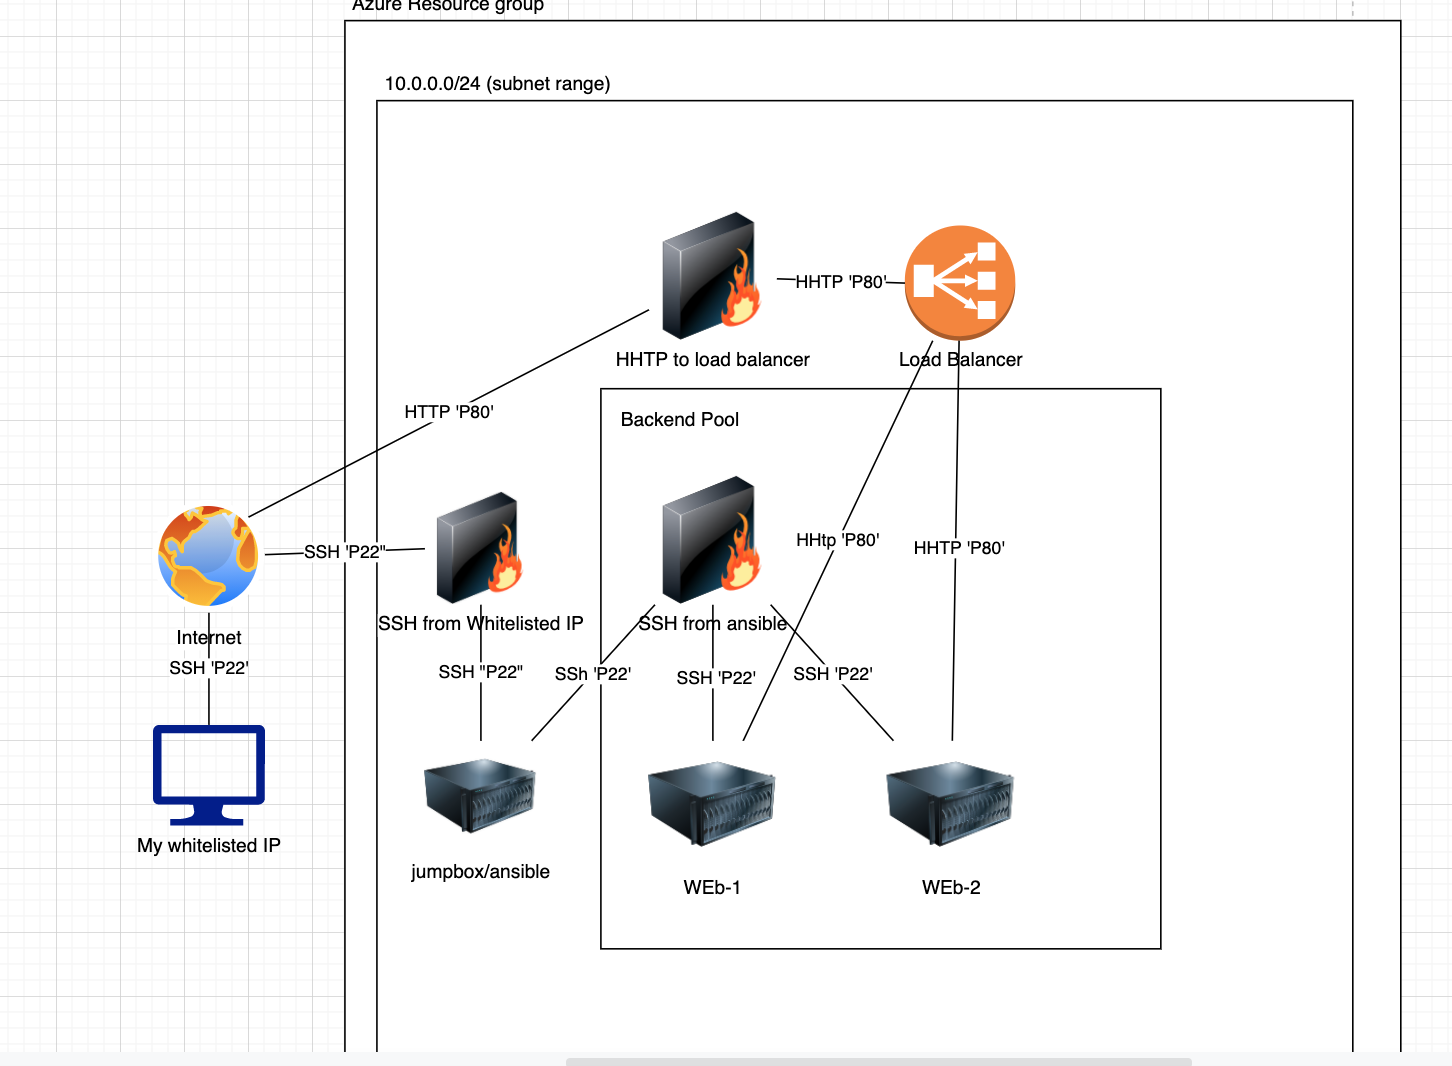 Azure Resource group
10.0.0.0/24 (subnet range)
HHTP 'P80'
HHTP to load balancer
Load Balancer
HTTP 'P80'
Backend Pool
HHtp 'P80'
HHTP 'P80'
SSH 'P22"
SSH from Whitelisted IP
SSH from ansible
Internet
SSH 'P22'
SSH "P22"
SSh 'P22'
SSH 'P22'
SSH 'P22'
My whitelisted IP
jumpbox/ansible
WEb-1
WEb-2